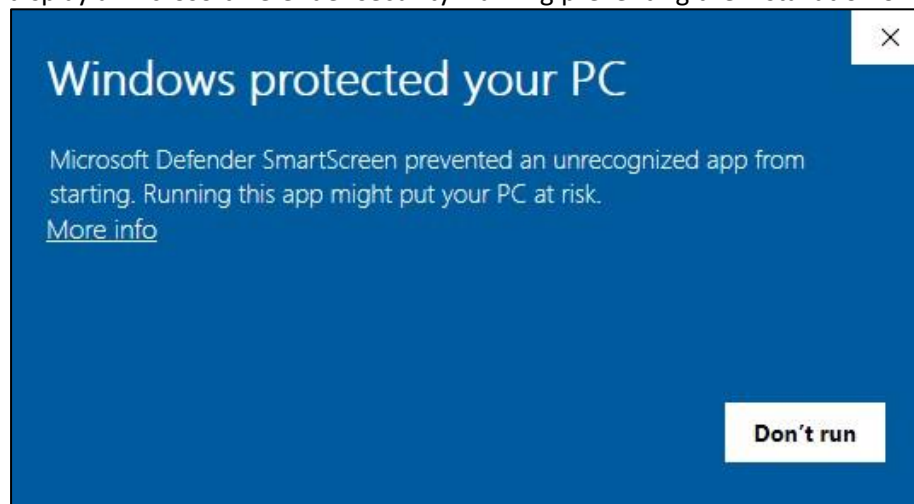 Windows protected your PC
Microsoft Defender SmartScreen prevented an unrecognized app from
starting. Running this app might put your PC at risk.
More info
Don't run